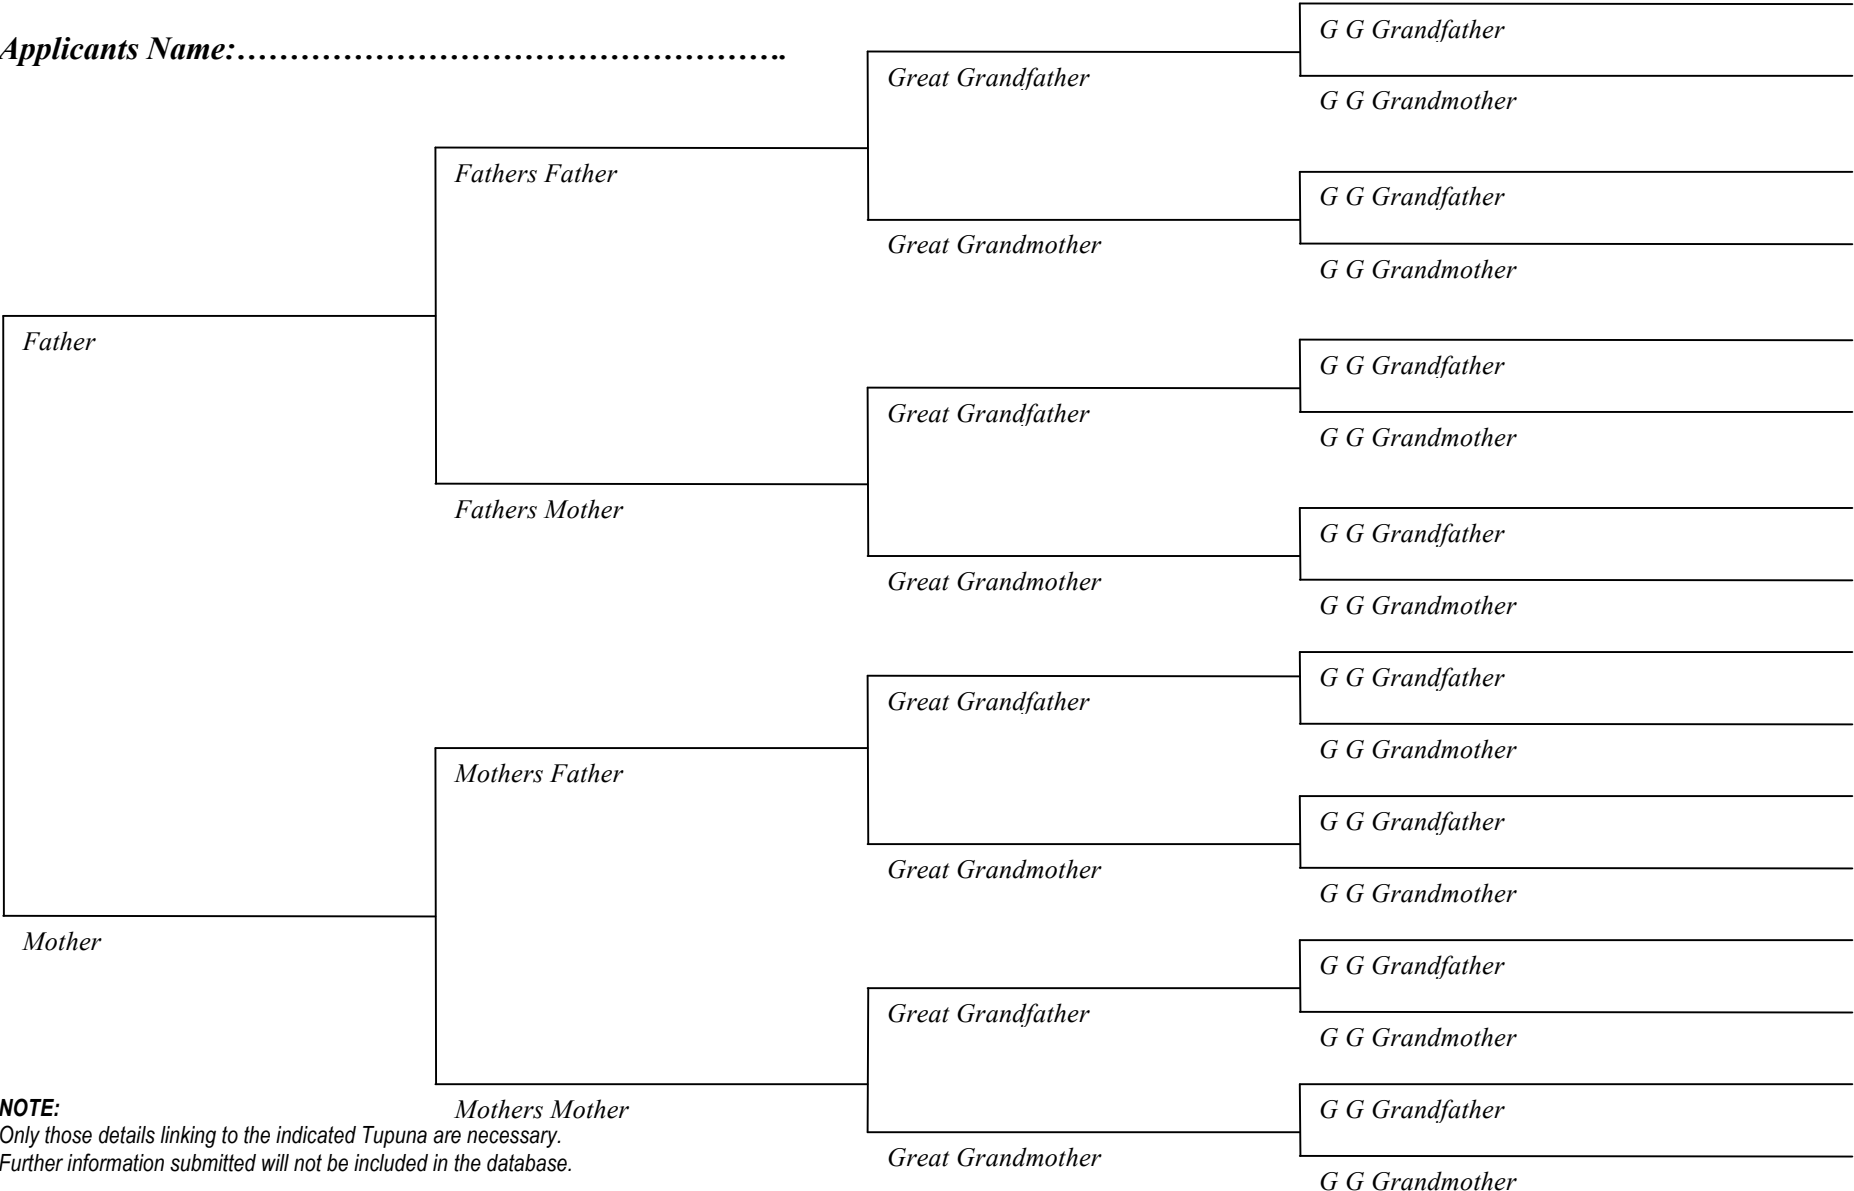 Applicants Name:…………………………………………………….
G G Grandfather
Great Grandfather
G G Grandmother
Fathers Father
G G Grandfather
Great Grandmother
G G Grandmother
Father
G G Grandfather
Great Grandfather
G G Grandmother
Fathers Mother
G G Grandfather
Great Grandmother
G G Grandmother
G G Grandfather
Great Grandfather
G G Grandmother
Mothers Father
G G Grandfather
Great Grandmother
G G Grandmother
Mother
G G Grandfather
Great Grandfather
G G Grandmother
Mothers Mother
G G Grandfather
Great Grandmother
G G Grandmother
NOTE:
Only those details linking to the indicated Tupuna are necessary.
Further information submitted will not be included in the database.